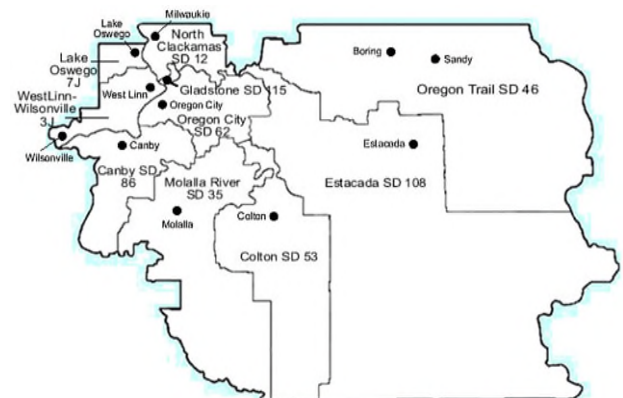 Milwaukie
Lake
Oswego
North
Clackamas
SD 12
Lake
Oswego
7J
Boring
Sandy
Oregon Trail SD 46
West Linn
Gladstone SD 115
WestLinn-
Wilsonville
3J
Oregon City
Oregon City
SD 62
Wilsonville
Canby
Estacada
Canby SD
86
Molalla River
SD 35
Estacada SD 108
Molalla
Colton
Colton SD 53